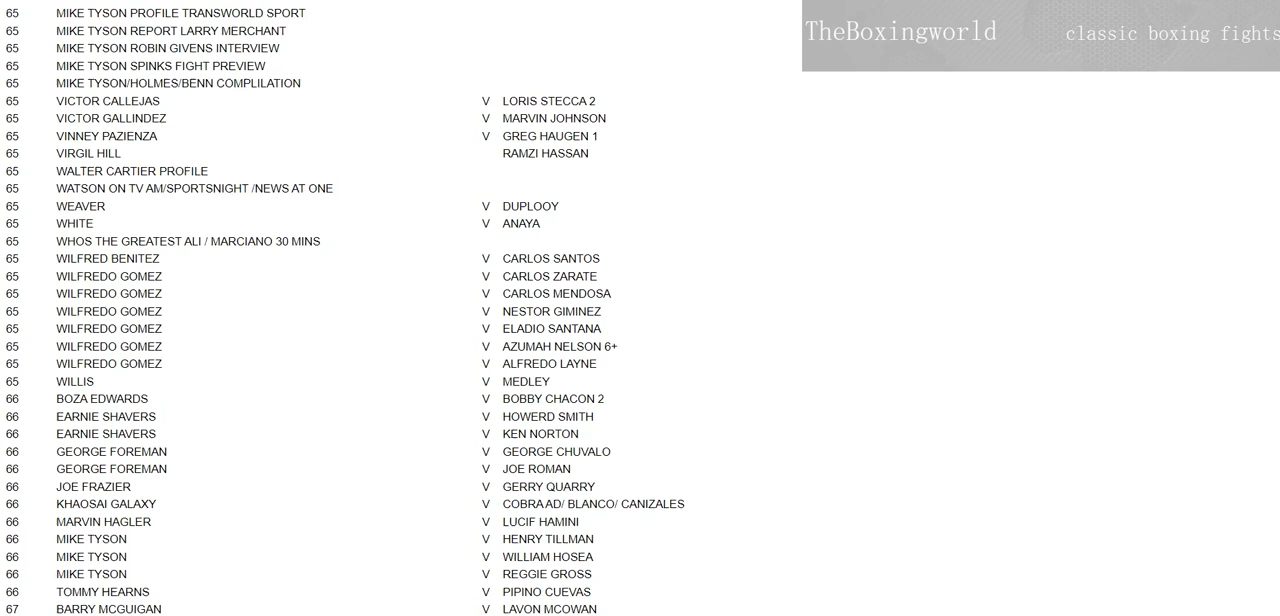 65 MIKE TYSON PROFILE TRANSWORLD SPORT
65 MIKE TYSON REPORT LARRY MERCHANT
65 MIKE TYSON ROBIN GIVENS INTERVIEW
65 MIKE TYSON SPINKS FIGHT PREVIEW
65 MIKE TYSON/HOLMES/BENN COMPLILATION
65 VICTOR CALLEJAS V LORIS STECCA 2
65 VICTOR GALLINDEZ V MARVIN JOHNSON
65 VINNEY PAZIENZA V GREG HAUGEN 1
65 VIRGIL HILL RAMZI HASSAN
65 WALTER CARTIER PROFILE
65 WATSON ON TV AM/SPORTSNIGHT /NEWS AT ONE
65 WEAVER V DUPLOOY
65 WHITE V ANAYA
65 WHOS THE GREATEST ALI / MARCIANO 30 MINS
65 WILFRED BENITEZ V CARLOS SANTOS
65 WILFREDO GOMEZ V CARLOS ZARATE
65 WILFREDO GOMEZ V CARLOS MENDOSA
65 WILFREDO GOMEZ V NESTOR GIMINEZ
65 WILFREDO GOMEZ V ELADIO SANTANA
65 WILFREDO GOMEZ V AZUMAH NELSON 6+
65 WILFREDO GOMEZ V ALFREDO LAYNE
65 WILLIS V MEDLEY
66 BOZA EDWARDS V BOBBY CHACON 2
66 EARNIE SHAVERS V HOWERD SMITH
66 EARNIE SHAVERS V KEN NORTON
66 GEORGE FOREMAN V GEORGE CHUVALO
66 GEORGE FOREMAN V JOE ROMAN
66 JOE FRAZIER V GERRY QUARRY
66 KHAOSAI GALAXY V COBRA AD/ BLANCO/ CANIZALES
66 MARVIN HAGLER V LUCIF HAMINI
66 MIKE TYSON V HENRY TILLMAN
66 MIKE TYSON V WILLIAM HOSEA
66 MIKE TYSON V REGGIE GROSS
66 TOMMY HEARNS V PIPINO CUEVAS
67 BARRY MCGUIGAN V LAVON MCOWAN
TheBoxingworld classic boxing fights